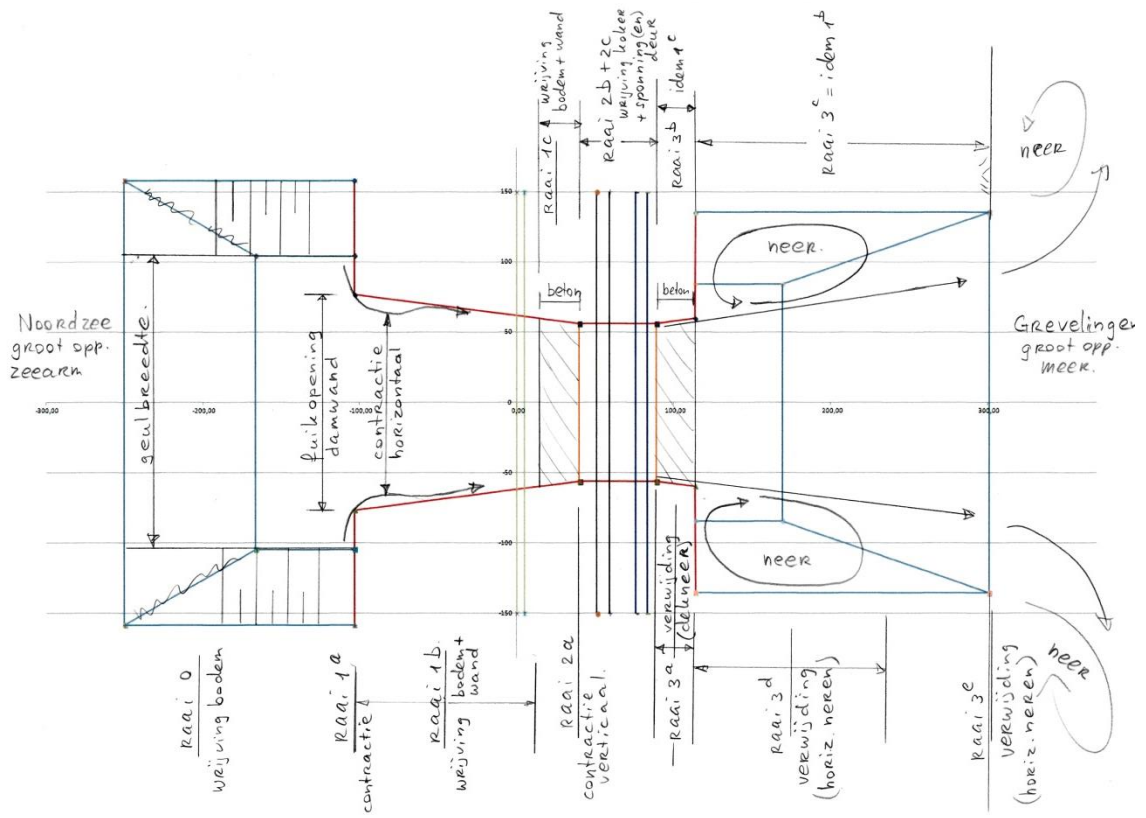 Raai 1c
wrijving
bodem + wand
Raai 2b + 2c
wrijving koker
+ sponning(en)
deur
Raai 3b
idem 1c
Raai 3c = idem 1b
neer
150
100
50
-50
-100
-150
-300,00
-200,00
-100,00
0,00
100,00
200,00
300,00
Noordzee
groot opp.
zeearm
geulbreedte.
fuikopening
damwand
contractie
horizontaal
beton
beton
neer.
neer
Grevelingen
groot opp.
meer.
Raai 0
wrijving bodem
Raai 1a
contractie
Raai 1b.
wrijving bodem +
wand
Raai 2a
contractie
verticaal.
Raai 3a
verwijding
(dekneer)
Raai 3d
verwijding
(horiz. neren)
Raai 3e
verwijding
(horiz. neren)
neer